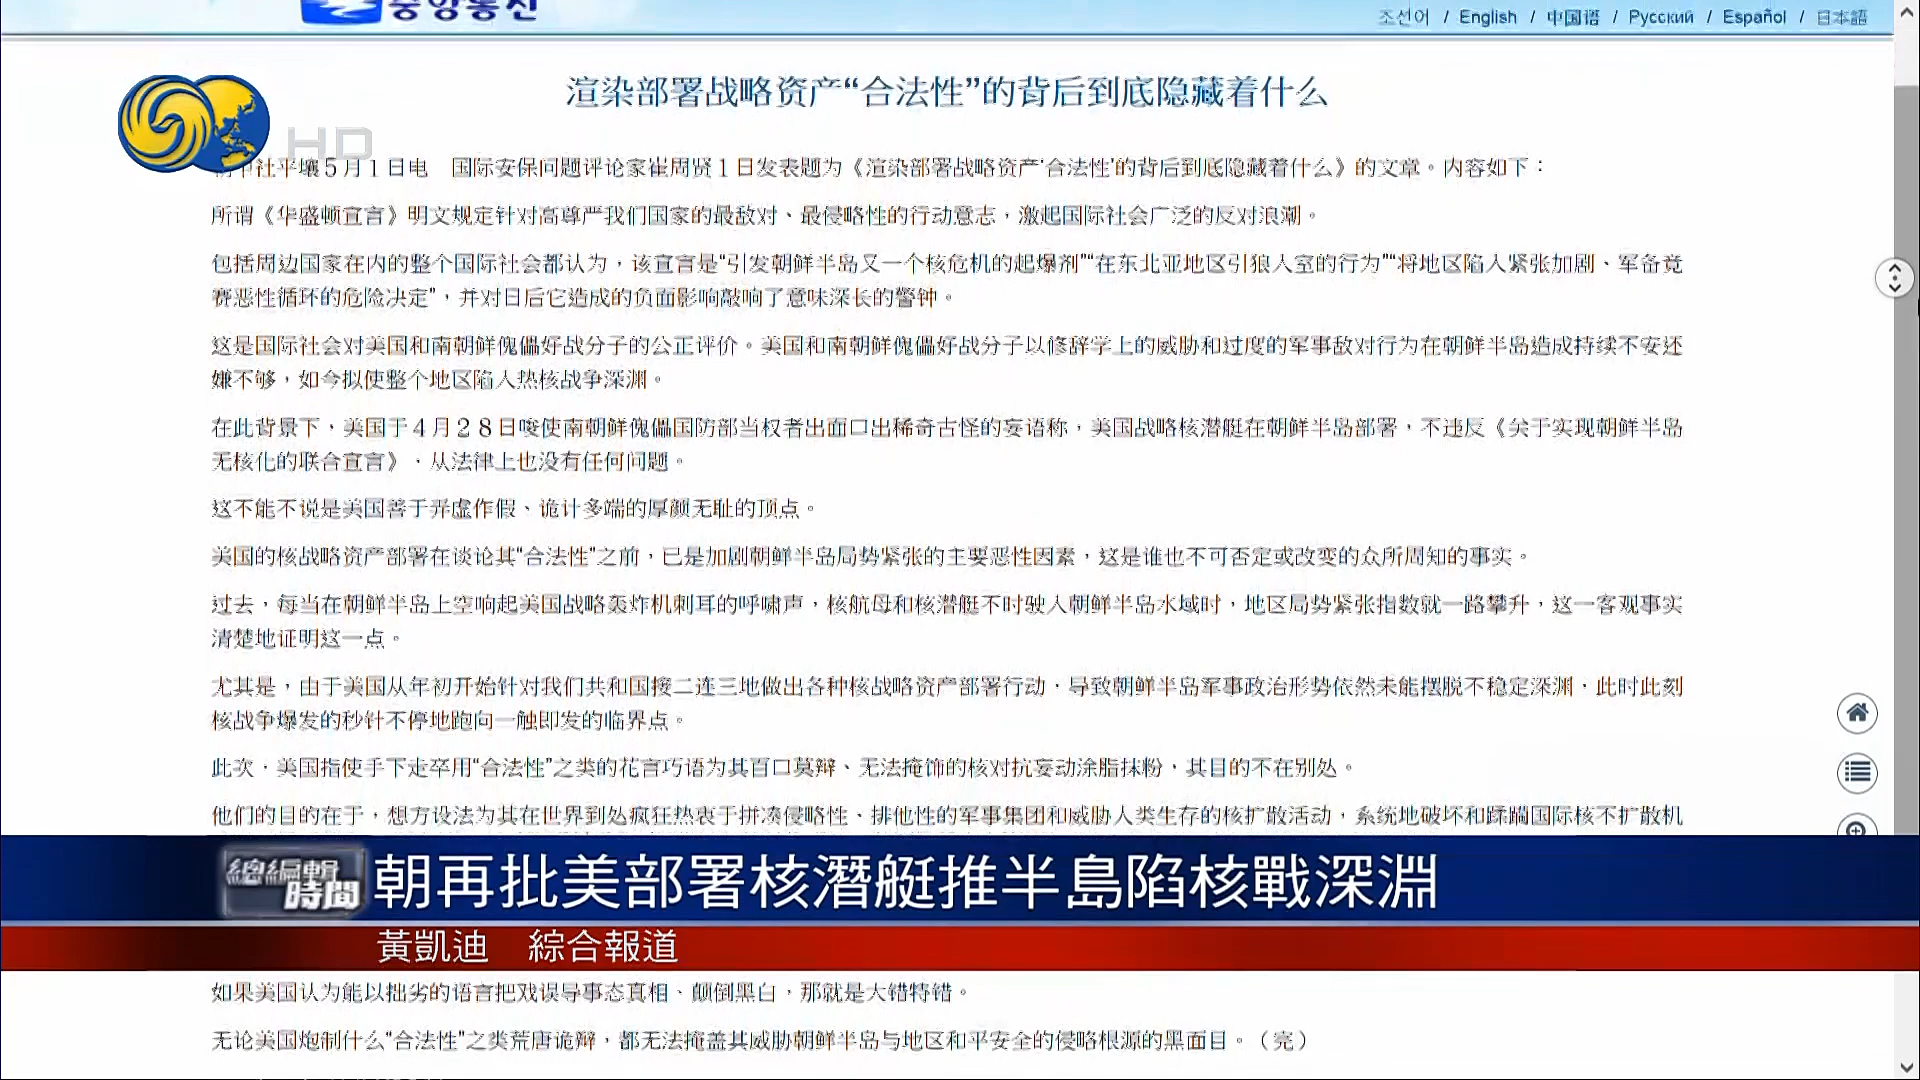 조선어 / English / 中国语 / Русский / Español / 日本語
渲染部署战略资产“合法性”的背后到底隐藏着什么
HD
社平壤5月1日电　国际安保问题评论家崔周贤1日发表题为《渲染部署战略资产‘合法性’的背后到底隐藏着什么》的文章。内容如下：
所谓《华盛顿宣言》明文规定针对高尊严我们国家的最敌对、最侵略性的行动意志，激起国际社会广泛的反对浪潮。
包括周边国家在内的整个国际社会都认为，该宣言是“引发朝鲜半岛又一个核危机的起爆剂”“在东北亚地区引狼入室的行为”“将地区陷入紧张加剧、军备竞
赛恶性循环的危险决定”，并对日后它造成的负面影响敲响了意味深长的警钟。
这是国际社会对美国和南朝鲜傀儡好战分子的公正评价。美国和南朝鲜傀儡好战分子以修辞学上的威胁和过度的军事敌对行为在朝鲜半岛造成持续不安还
嫌不够，如今拟使整个地区陷入热核战争深渊。
在此背景下，美国于4月28日唆使南朝鲜傀儡国防部当权者出面口出稀奇古怪的妄语称，美国战略核潜艇在朝鲜半岛部署，不违反《关于实现朝鲜半岛
无核化的联合宣言》，从法律上也没有任何问题。
这不能不说是美国善于弄虚作假、诡计多端的厚颜无耻的顶点。
美国的核战略资产部署在谈论其“合法性”之前，已是加剧朝鲜半岛局势紧张的主要恶性因素，这是谁也不可否定或改变的众所周知的事实。
过去，每当在朝鲜半岛上空响起美国战略轰炸机刺耳的呼啸声，核航母和核潜艇不时驶入朝鲜半岛水域时，地区局势紧张指数就一路攀升，这一客观事实
清楚地证明这一点。
尤其是，由于美国从年初开始针对我们共和国接二连三地做出各种核战略资产部署行动，导致朝鲜半岛军事政治形势依然未能摆脱不稳定深渊，此时此刻
核战争爆发的秒针不停地跑向一触即发的临界点。
此次，美国指使手下走卒用“合法性”之类的花言巧语为其百口莫辩、无法掩饰的核对抗妄动涂脂抹粉，其目的不在别处。
他们的目的在于，想方设法为其在世界到处疯狂热衷于拼凑侵略性、排他性的军事集团和威胁人类生存的核扩散活动，系统地破坏和蹂躏国际核不扩散机
總編輯時間
朝再批美部署核潛艇推半島陷核戰深淵
黃凱迪　綜合報道
如果美国认为能以拙劣的语言把戏误导事态真相、颠倒黑白，那就是大错特错。
无论美国炮制什么“合法性”之类荒唐诡辩，都无法掩盖其威胁朝鲜半岛与地区和平安全的侵略根源的黑面目。（完）